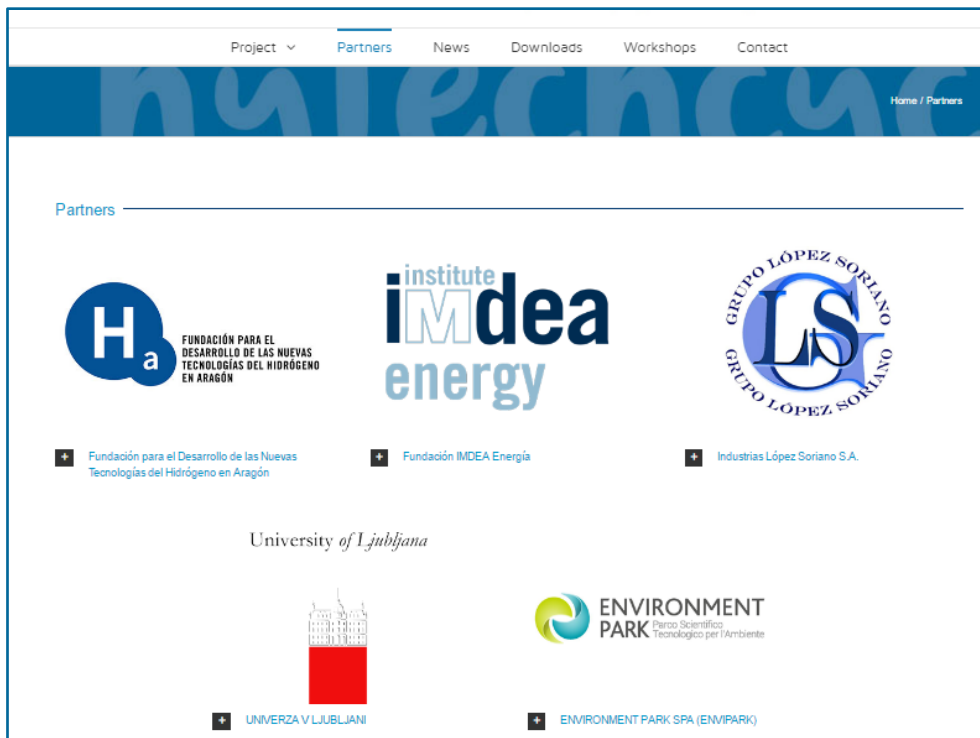 Project Partners News Downloads Workshops Contact
hytechcyc
Home / Partners
Partners
Ha
FUNDACIÓN PARA EL
DESARROLLO DE LAS NUEVAS
TECNOLOGÍAS DEL HIDRÓGENO
EN ARAGÓN
institute
iMdea
energy
GRUPO LÓPEZ SORIANO
LSG
GRUPO LÓPEZ SORIANO
Fundación para el Desarrollo de las Nuevas
Tecnologías del Hidrógeno en Aragón
Fundación IMDEA Energía
Industrias López Soriano S.A.
University of Ljubljana
ENVIRONMENT
PARK Parco Scientifico
Tecnologico per l'Ambiente
UNIVERZA V LJUBLJANI
ENVIRONMENT PARK SPA (ENVIPARK)